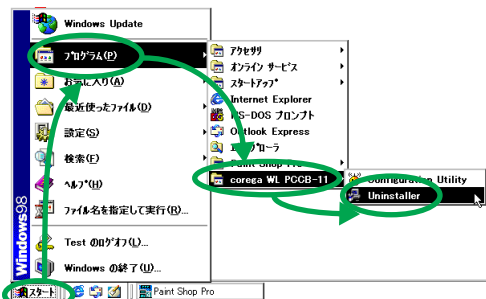 Windows Update
プログラム(P)
お気に入り(A)
最近使ったファイル(D)
設定(S)
検索(F)
ヘルプ(H)
ファイル名を指定して実行(R)...
Test のログオフ(L)...
Windows の終了(U)...
Windows98
アクセサリ
オンライン サービス
スタートアップ
Internet Explorer
MS-DOS プロンプト
Outlook Express
エクスプローラ
Paint Shop Pro
corega WL PCCB-11
Configuration Utility
Uninstaller
スタート
Paint Shop Pro